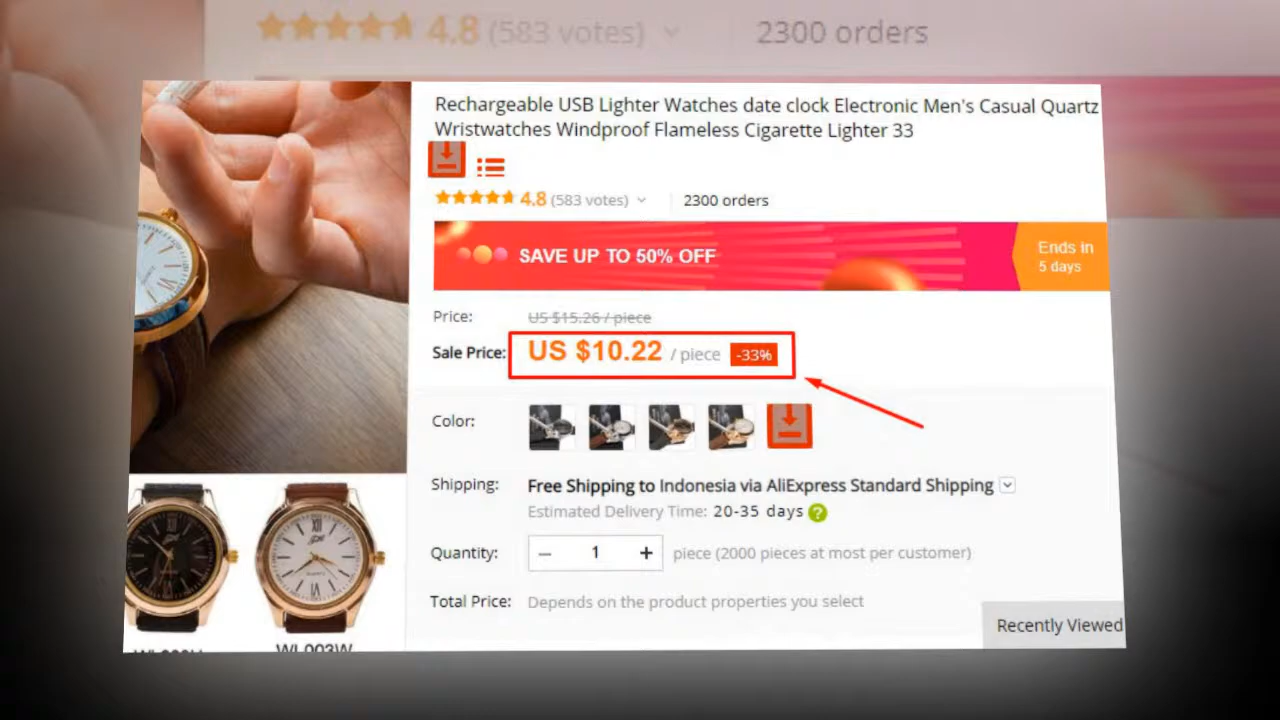 4.8 (583 votes)
2300 orders
Rechargeable USB Lighter Watches date clock Electronic Men's Casual Quartz
Wristwatches Windproof Flameless Cigarette Lighter 33
4.8 (583 votes)
2300 orders
SAVE UP TO 50% OFF
Ends in
5 days
Price: US $15.26 / piece
Sale Price: US $10.22 / piece -33%
Color:
Shipping: Free Shipping to Indonesia via AliExpress Standard Shipping
Estimated Delivery Time: 20-35 days ?
Quantity: − 1 + piece (2000 pieces at most per customer)
Total Price: Depends on the product properties you select
Recently Viewed
WL003W